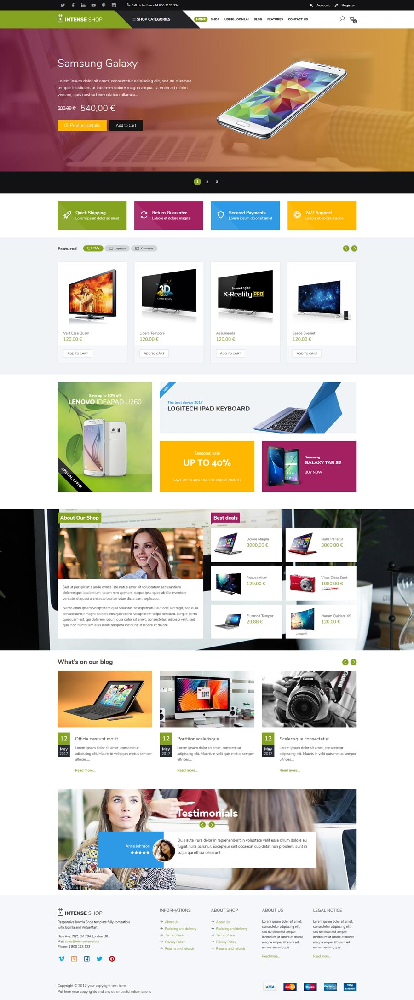 Call Us for free +44 800 1122 334
Account
Register
INTENSE SHOP
SHOP CATEGORIES
HOME
SHOP
USING JOOMLA!
BLOG
FEATURES
CONTACT US
0
Samsung Galaxy
Lorem ipsum dolor sit amet, consectetur adipiscing elit, sed do eiusmod
tempor incididunt ut labore et dolore magna aliqua. Ut enim ad minim
veniam, quis nostrud exercitation ullamco...
600,00 € 540,00 €
Product details
Add to Cart
12:45
1 2 3
Quick Shipping
Lorem ipsum dolor sit amet
Return Guarantee
Labore et dolore magna
Secured Payments
Lorem ipsum dolor sit amet
24/7 Support
Labore et dolore magna
Featured
TV's
Laptops
Cameras
3D
World
Created by Sony
Picture Engine
X-Reality PRO
Velit Esse Quam
120,00 €
ADD TO CART
Libero Tempore
120,00 €
ADD TO CART
Assumenda
120,00 €
ADD TO CART
Saepe Eveniet
120,00 €
ADD TO CART
Save up to 50% off
LENOVO IDEAPAD U260
SPECIAL OFFER
NEW
The best device 2017
LOGITECH IPAD KEYBOARD
Seasonal sale
UP TO 40%
SAVE UP TO 40% TILL THE END OF MONTH
Samsung
GALAXY TAB S2
BUY NOW
About Our Shop
Sed ut perspiciatis unde omnis iste natus error sit voluptatem accusantium
doloremque laudantium, totam rem aperiam, eaque ipsa quae ab illo inventore
veritatis et quasi architecto beatae vitae dicta sunt explicabo.
Nemo enim ipsam voluptatem quia voluptas sit aspernatur aut odit aut fugit, sed quia
consequuntur magni dolores eos qui ratione voluptatem sequi nesciunt. Neque porro
quisquam est, qui dolorem ipsum quia dolor sit amet, consectetur, adipisci velit, sed
quia non numquam eius modi tempora incidunt ut labore et dolore.
Best deals
Dolore Magna
3000,00 €
Nulla Pariatur
3000,00 €
Accusantium
120,00 €
Vitae Dicta Sunt
1080,00 €
1200,00 €
Eiusmod Tempor
29,88 €
Harum Quidem XS
120,00 €
What's on our blog
Canon
Canon
12
May
2017
Officia desrunt mollit
Lorem ipsum dolor sit amet, consectetur
adipiscing elit. Mauris in velit quis metus semper
ultrices....
Read more...
12
May
2017
Porttitor scelerisque
Lorem ipsum dolor sit amet, consectetur
adipiscing elit. Mauris in velit quis metus semper
ultrices....
Read more...
12
May
2017
Scelerisque consectetur
Lorem ipsum dolor sit amet, consectetur
adipiscing elit. Mauris in velit quis metus semper
ultrices....
Read more...
Testimonials
Anna Johnson
Duis aute irure dolor in reprehenderit in voluptate velit esse cillum dolore eu
fugiat nulla pariatur. Excepteur sint occaecat cupidatat non proident, sunt in
culpa qui officia deserunt
INTENSE SHOP
Responsive Joomla Shop template fully compatible
with Joomla and VirtueMart
Nice Ave. 78/1 6M 78A London UK
Mail: sales@intense.template
Phone: 1 800 123 123
INFORMATIONS
About Us
Packaing and delivery
Terms of use
Privacy Policy
Returns and refunds
ABOUT SHOP
About Us
Packaing and delivery
Terms of use
Privacy Policy
Returns and refunds
ABOUT US
Lorem ipsum dolor sit amet,
consectetur adipiscing elit,
sed do eiusmod tempor
incididunt ut labore et dolore
magna aliqua. Ut enim ad
minim veniam, quis
Read more...
LEGAL NOTICE
Lorem ipsum dolor sit amet,
consectetur adipiscing elit,
sed do eiusmod tempor
incididunt ut labore et dolore
magna aliqua. Ut enim ad
minim veniam, quis
Read more...
Copyright © 2017 your copyright text here
Put here your copyrights and any other useful informations
VISA
MasterCard
Maestro
AMERICAN EXPRESS
VISA Electron